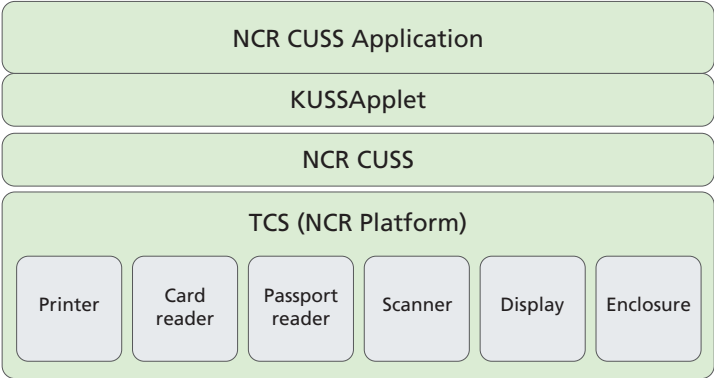 NCR CUSS Application
KUSSApplet
NCR CUSS
TCS (NCR Platform)
Printer
Card
reader
Passport
reader
Scanner
Display
Enclosure